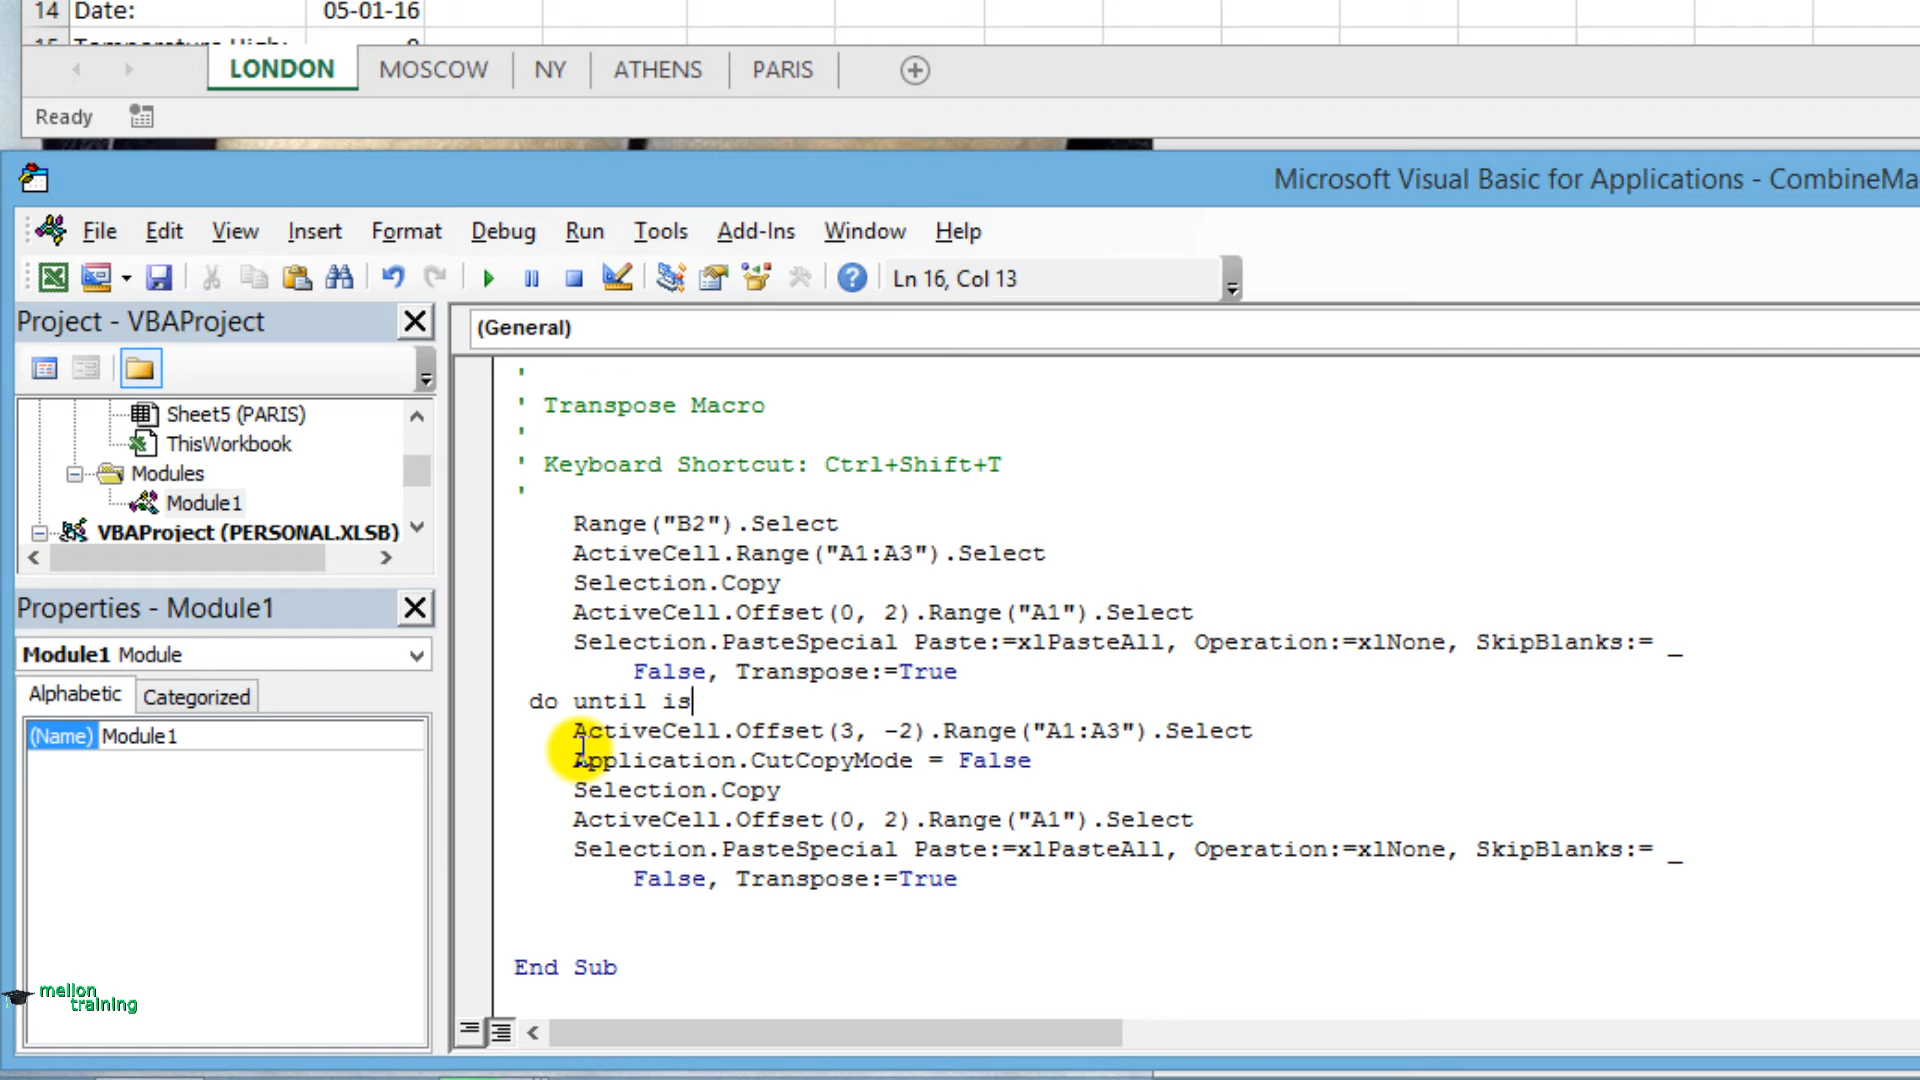 14 Date: 05-01-16
15 Temperature High: 9
LONDON MOSCOW NY ATHENS PARIS
Ready
Microsoft Visual Basic for Applications - CombineMa
File Edit View Insert Format Debug Run Tools Add-Ins Window Help
Ln 16, Col 13
Project - VBAProject
(General)
Sheet5 (PARIS)
ThisWorkbook
Modules
Module1
VBAProject (PERSONAL.XLSB)
Properties - Module1
Module1 Module
Alphabetic Categorized
(Name) Module1
'
' Transpose Macro
'
' Keyboard Shortcut: Ctrl+Shift+T
'
Range("B2").Select
ActiveCell.Range("A1:A3").Select
Selection.Copy
ActiveCell.Offset(0, 2).Range("A1").Select
Selection.PasteSpecial Paste:=xlPasteAll, Operation:=xlNone, SkipBlanks:= _
False, Transpose:=True
do until is
ActiveCell.Offset(3, -2).Range("A1:A3").Select
Application.CutCopyMode = False
Selection.Copy
ActiveCell.Offset(0, 2).Range("A1").Select
Selection.PasteSpecial Paste:=xlPasteAll, Operation:=xlNone, SkipBlanks:= _
False, Transpose:=True
End Sub
mellon
training